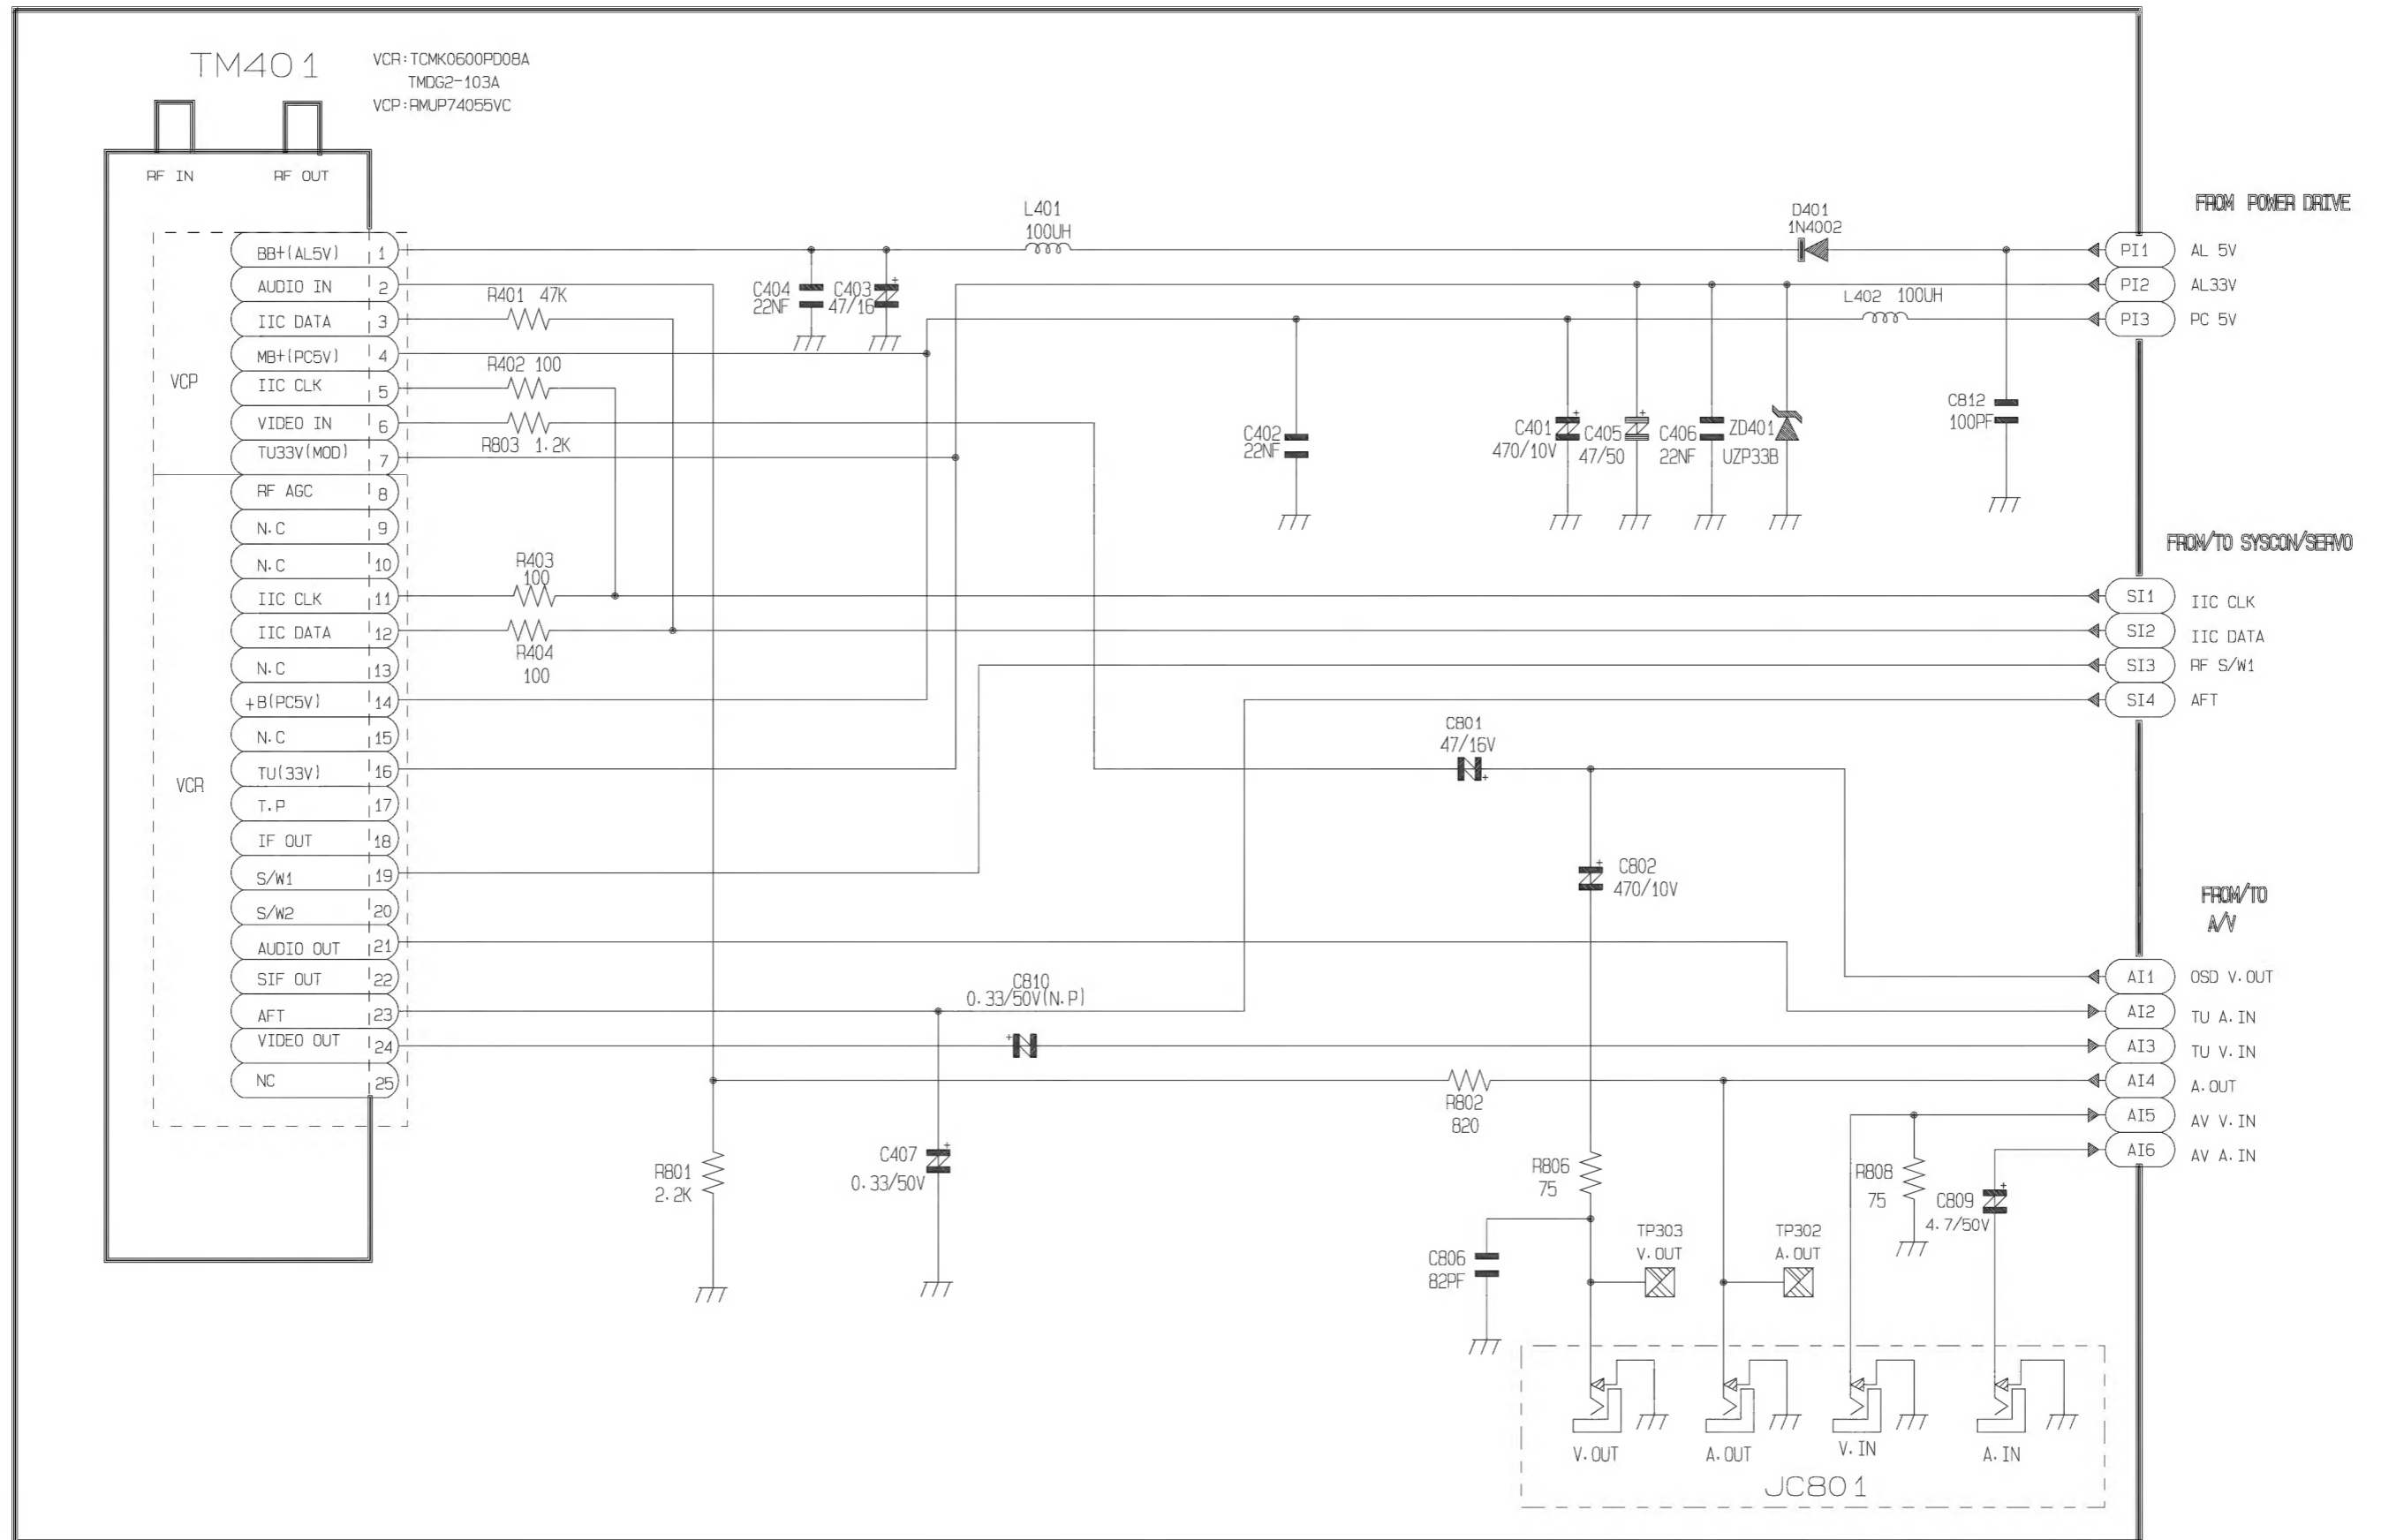 TM401
VCR:TCMK0600PD08A
TMDG2-103A
VCP:RMUP74055VC
RF IN
RF OUT
VCP
VCR
BB+(AL5V) 1
AUDIO IN 2
IIC DATA 3
MB+(PC5V) 4
IIC CLK 5
VIDEO IN 6
TU33V(MOD) 7
RF AGC 8
N.C 9
N.C 10
IIC CLK 11
IIC DATA 12
N.C 13
+B(PC5V) 14
N.C 15
TU(33V) 16
T.P 17
IF OUT 18
S/W1 19
S/W2 20
AUDIO OUT 21
SIF OUT 22
AFT 23
VIDEO OUT 24
NC 25
R401 47K
R402 100
R803 1.2K
R403
100
R404
100
C404
22NF
C403
47/16
+
L401
100UH
D401
1N4002
L402 100UH
C402
22NF
C401
470/10V
+
C405
47/50
+
C406
22NF
ZD401
UZP33B
C812
100PF
FROM POWER DRIVE
PI1 AL 5V
PI2 AL33V
PI3 PC 5V
FROM/TO SYSCON/SERVO
SI1 IIC CLK
SI2 IIC DATA
SI3 RF S/W1
SI4 AFT
C801
47/16V
+
C802
470/10V
+
C810
0.33/50V(N.P)
+
FROM/TO
A/V
AI1 OSD V.OUT
AI2 TU A.IN
AI3 TU V.IN
AI4 A.OUT
AI5 AV V.IN
AI6 AV A.IN
R802
820
R801
2.2K
C407
0.33/50V
+
R806
75
R808
75
C809
4.7/50V
+
C806
82PF
TP303
V.OUT
TP302
A.OUT
V.OUT
A.OUT
V.IN
A.IN
JC801